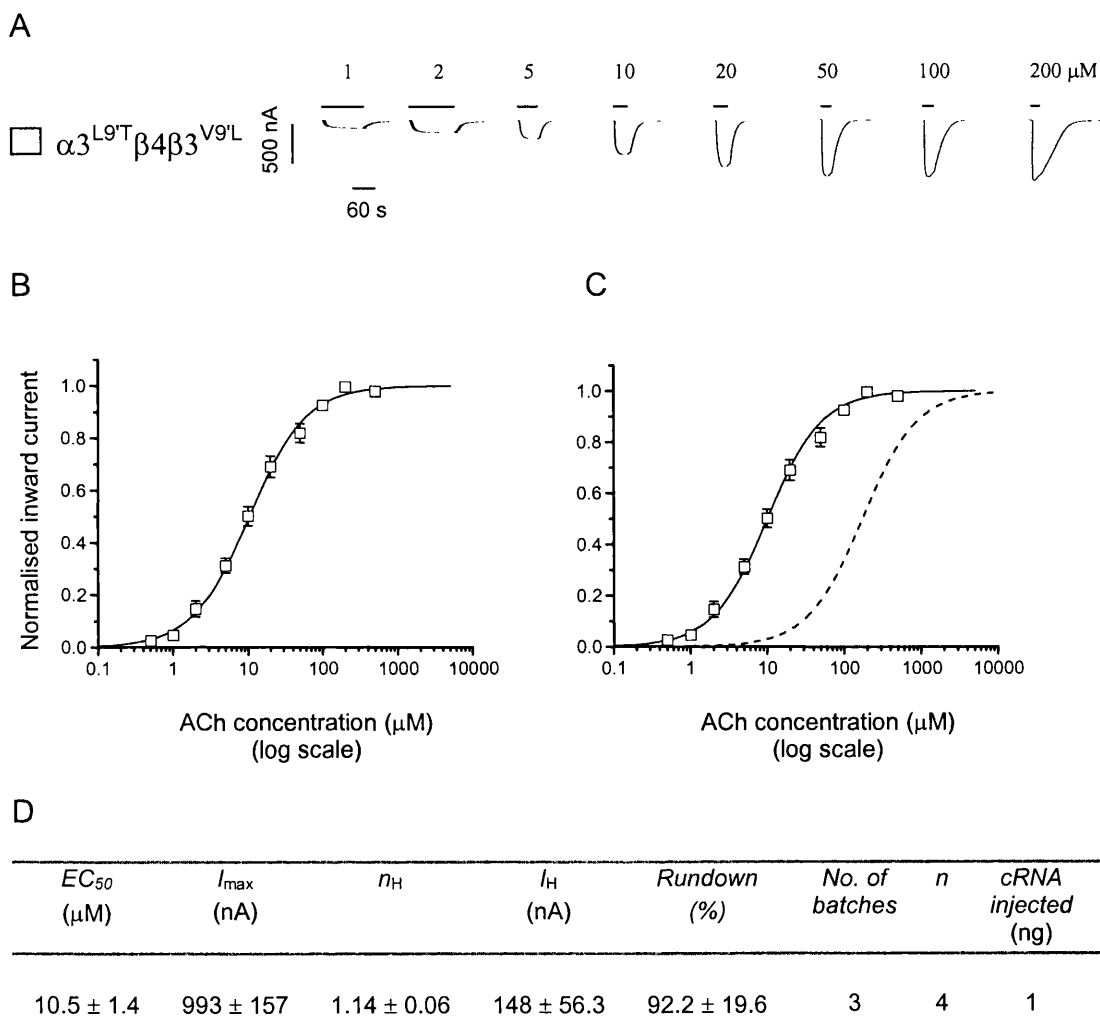 A
1 2 5 10 20 50 100 200 μM
α3^L9'T β4β3^V9'L
500 nA
60 s
B
C
Normalised inward current
1.0
0.8
0.6
0.4
0.2
0.0
0.1 1 10 100 1000 10000
ACh concentration (μM)
(log scale)
1.0
0.8
0.6
0.4
0.2
0.0
0.1 1 10 100 1000 10000
ACh concentration (μM)
(log scale)
D
EC50 Imax nH IH Rundown No. of n cRNA
(μM) (nA) (nA) (%) batches injected
(ng)
10.5 ± 1.4 993 ± 157 1.14 ± 0.06 148 ± 56.3 92.2 ± 19.6 3 4 1